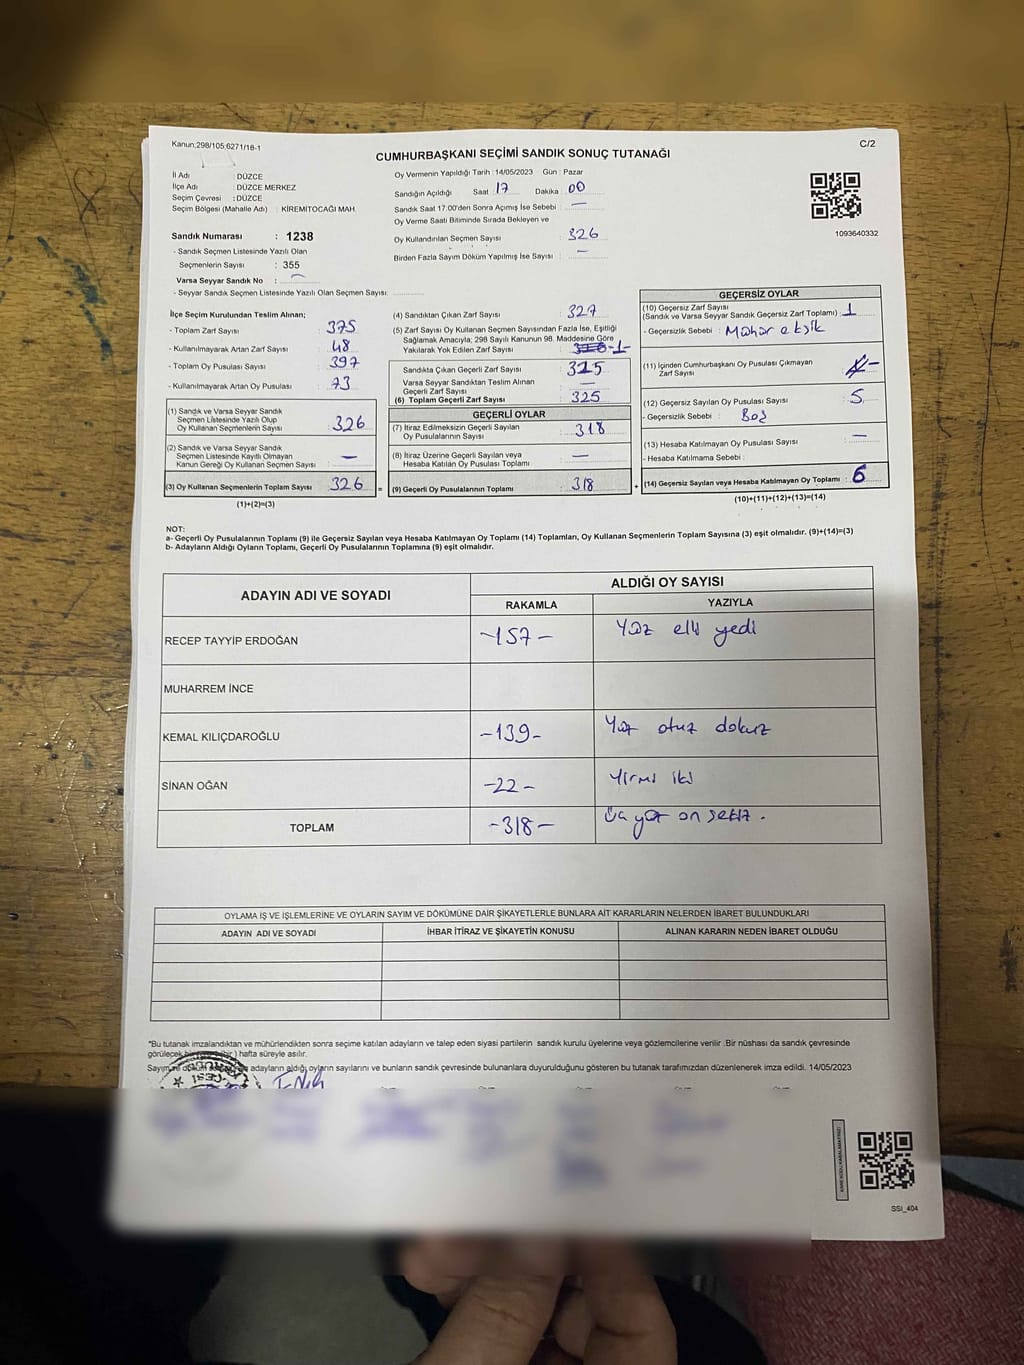 Kanun:298/105;6271/16-1
C/2
CUMHURBAŞKANI SEÇİMİ SANDIK SONUÇ TUTANAĞI
İl Adı : DÜZCE
İlçe Adı : DÜZCE MERKEZ
Seçim Çevresi : DÜZCE
Seçim Bölgesi (Mahalle Adı) : KİREMİTOCAĞI MAH.
Sandık Numarası : 1238
- Sandık Seçmen Listesinde Yazılı Olan
Seçmenlerin Sayısı : 355
Varsa Seyyar Sandık No : –
- Seyyar Sandık Seçmen Listesinde Yazılı Olan Seçmen Sayısı:
Oy Vermenin Yapıldığı Tarih :14/05/2023 Gün : Pazar
Sandığın Açıldığı Saat 17 Dakika 00
Sandık Saat 17.00'den Sonra Açımış İse Sebebi : —
Oy Verme Saati Bitiminde Sırada Bekleyen ve
Oy Kullandırılan Seçmen Sayısı : 326
Birden Fazla Sayım Döküm Yapılmış İse Sayısı : –
1093640332
İlçe Seçim Kurulundan Teslim Alınan;
- Toplam Zarf Sayısı : 375
- Kullanılmayarak Artan Zarf Sayısı : 48
- Toplam Oy Pusulası : 397
- Kullanılmayarak Artan Oy Pusulası : 73
(1) Sandık ve Varsa Seyyar Sandık
Seçmen Listesinde Yazılı Olup
Oy Kullanan Seçmenlerin Sayısı : 326
(2) Sandık ve Varsa Seyyar Sandık
Seçmen Listesinde Kayıtlı Olmayan
Kanun Gereği Oy Kullanan Seçmen Sayısı : —
(3) Oy Kullanan Seçmenlerin Toplam Sayısı : 326
(1)+(2)=(3)
=
(4) Sandıktan Çıkan Zarf Sayısı : 327
(5) Zarf Sayısı Oy Kullanan Seçmen Sayısından Fazla İse, Eşitliği
Sağlamak Amacıyla; 298 Sayılı Kanunun 98. Maddesine Göre
Yakılarak Yok Edilen Zarf Sayısı : -1-
Sandıkta Çıkan Geçerli Zarf Sayısı : 325
Varsa Seyyar Sandıktan Teslim Alınan
Geçerli Zarf Sayısı : —
(6) Toplam Geçerli Zarf Sayısı : 325
GEÇERLİ OYLAR
(7) İtiraz Edilmeksizin Geçerli Sayılan
Oy Pusulalarının Sayısı : 318
(8) İtiraz Üzerine Geçerli Sayılan veya
Hesaba Katılan Oy Pusulası Toplamı : —
(9) Geçerli Oy Pusulalarının Toplamı : 318
+
GEÇERSİZ OYLAR
(10) Geçersiz Zarf Sayısı
(Sandık ve Varsa Seyyar Sandık Geçersiz Zarf Toplamı) : 1
- Geçersizlik Sebebi : Mühür eksik
(11) İçinden Cumhurbaşkanı Oy Pusulası Çıkmayan
Zarf Sayısı : –
(12) Geçersiz Sayılan Oy Pusulası Sayısı : 5
- Geçersizlik Sebebi : Boş
(13) Hesaba Katılmayan Oy Pusulası Sayısı : —
- Hesaba Katılmama Sebebi :
(14) Geçersiz Sayılan veya Hesaba Katılmayan Oy Toplamı : 6
(10)+(11)+(12)+(13)=(14)
NOT:
a- Geçerli Oy Pusulalarının Toplamı (9) ile Geçersiz Sayılan veya Hesaba Katılmayan Oy Toplamı (14) Toplamları, Oy Kullanan Seçmenlerin Toplam Sayısına (3) eşit olmalıdır. (9)+(14)=(3)
b- Adayların Aldığı Oyların Toplamı, Geçerli Oy Pusulalarının Toplamına (9) eşit olmalıdır.
ADAYIN ADI VE SOYADI
ALDIĞI OY SAYISI
RAKAMLA YAZIYLA
RECEP TAYYİP ERDOĞAN -157- Yüz elli yedi
MUHARREM İNCE
KEMAL KILIÇDAROĞLU -139- Yüz otuz dokuz
SİNAN OĞAN -22- Yirmi iki
TOPLAM -318- Üç yüz on sekiz.
OYLAMA İŞ VE İŞLEMLERİNE VE OYLARIN SAYIM VE DÖKÜMÜNE DAİR ŞİKAYETLERLE BUNLARA AİT KARARLARIN NELERDEN İBARET BULUNDUKLARI
ADAYIN ADI VE SOYADI İHBAR İTİRAZ VE ŞİKAYETİN KONUSU ALINAN KARARIN NEDEN İBARET OLDUĞU
*Bu tutanak imzalandıktan ve mühürlendikten sonra seçime katılan adayların ve talep eden siyasi partilerin sandık kurulu üyelerine veya gözlemcilerine verilir .Bir nüshası da sandık çevresinde
görülecek bir hafta süreyle asılır.
Sayım ve adayların aldığı oyların sayılarını ve bunların sandık çevresinde bulunanlara duyurulduğunu gösteren bu tutanak tarafımızdan düzenlenerek imza edildi. 14/05/2023
SSI_404